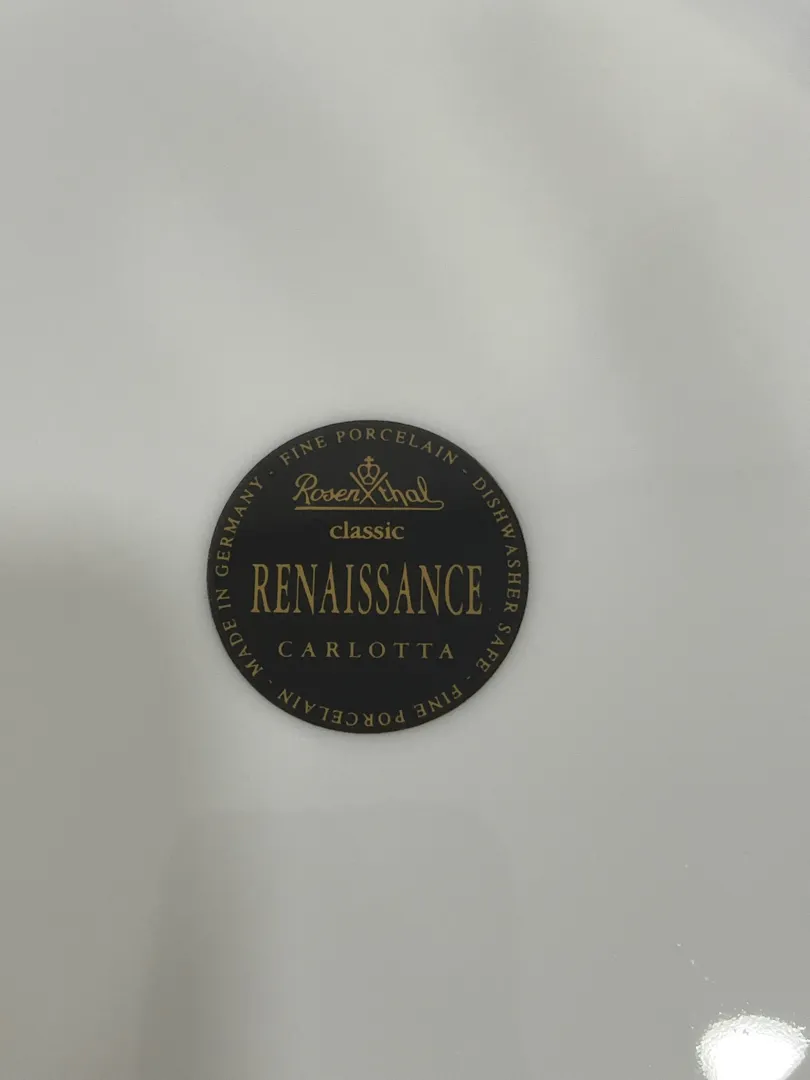 FINE PORCELAIN - DISHWASHER SAFE - FINE PORCELAIN - MADE IN GERMANY -
Rosenthal
classic
RENAISSANCE
CARLOTTA